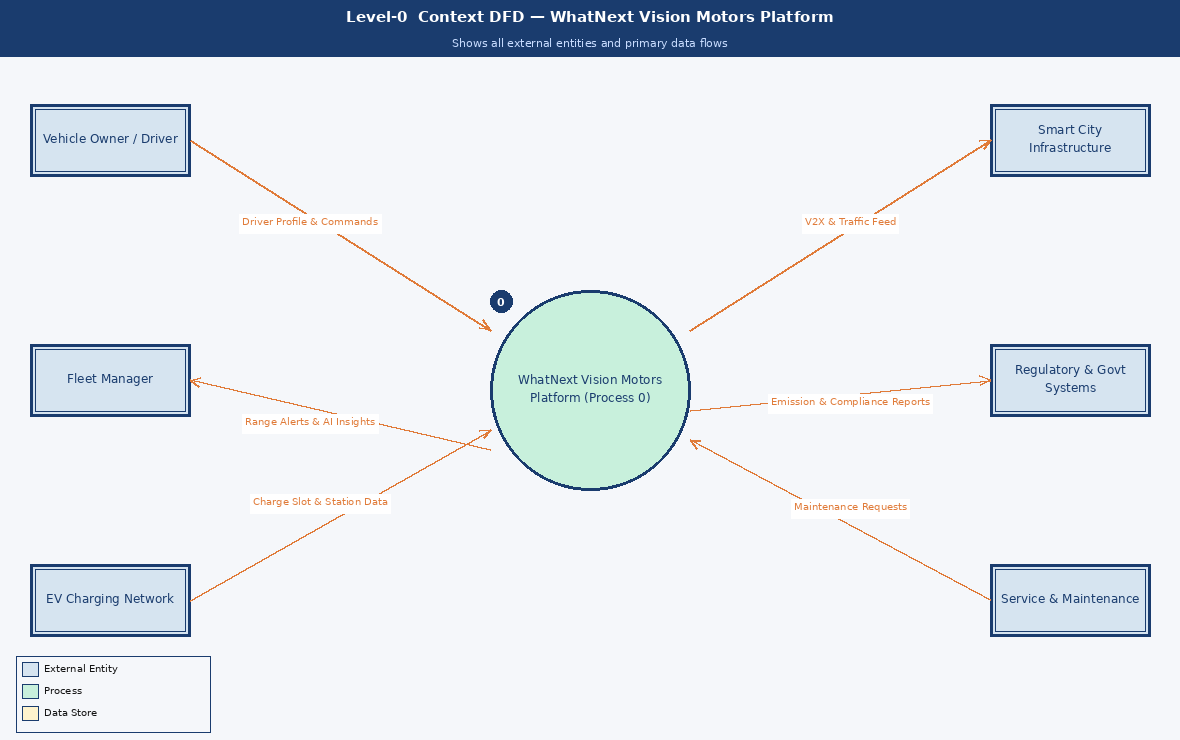 Level-0  Context DFD — WhatNext Vision Motors Platform
Shows all external entities and primary data flows
Vehicle Owner / Driver
Smart City
Infrastructure
Driver Profile & Commands
V2X & Traffic Feed
0
Fleet Manager
WhatNext Vision Motors
Platform (Process 0)
Regulatory & Govt
Systems
Range Alerts & AI Insights
Emission & Compliance Reports
Charge Slot & Station Data
Maintenance Requests
EV Charging Network
Service & Maintenance
External Entity
Process
Data Store